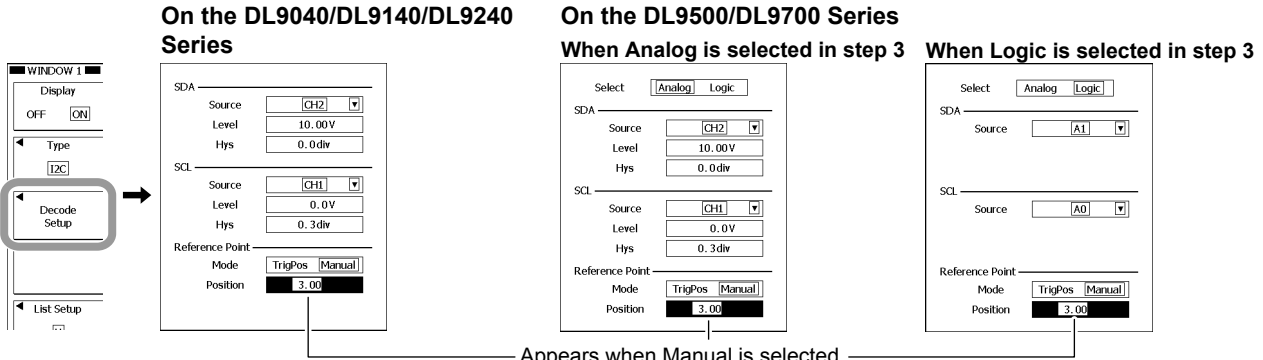 On the DL9040/DL9140/DL9240
Series
On the DL9500/DL9700 Series
When Analog is selected in step 3
When Logic is selected in step 3
WINDOW 1
Display
OFF ON
Type
I2C
Decode
Setup
List Setup
SDA
Source CH2
Level 10.00V
Hys 0.0div
SCL
Source CH1
Level 0.0V
Hys 0.3div
Reference Point
Mode TrigPos Manual
Position 3.00
Select Analog Logic
SDA
Source CH2
Level 10.00V
Hys 0.0div
SCL
Source CH1
Level 0.0V
Hys 0.3div
Reference Point
Mode TrigPos Manual
Position 3.00
Select Analog Logic
SDA
Source A1
SCL
Source A0
Reference Point
Mode TrigPos Manual
Position 3.00
Appears when Manual is selected